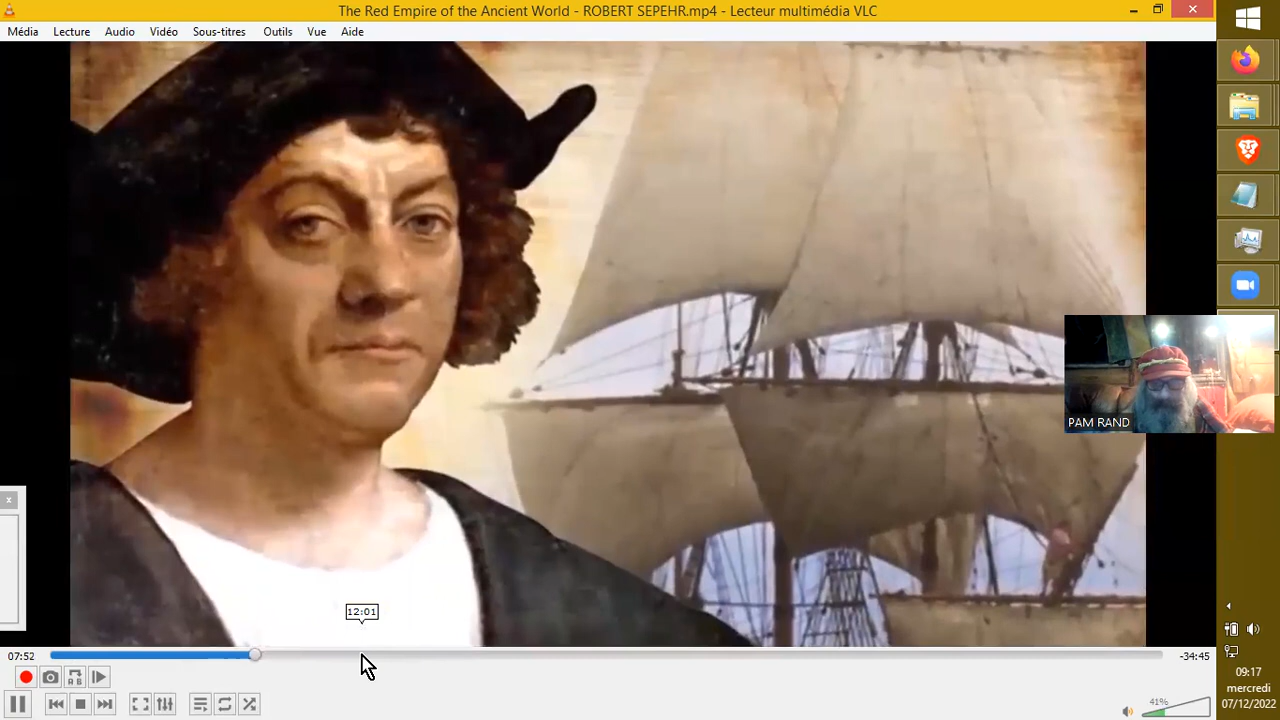 The Red Empire of the Ancient World - ROBERT SEPEHR.mp4 - Lecteur multimédia VLC
Média Lecture Audio Vidéo Sous-titres Outils Vue Aide
PAM RAND
x
12:01
07:52
-34:45
A B
41%
09:17
mercredi
07/12/2022